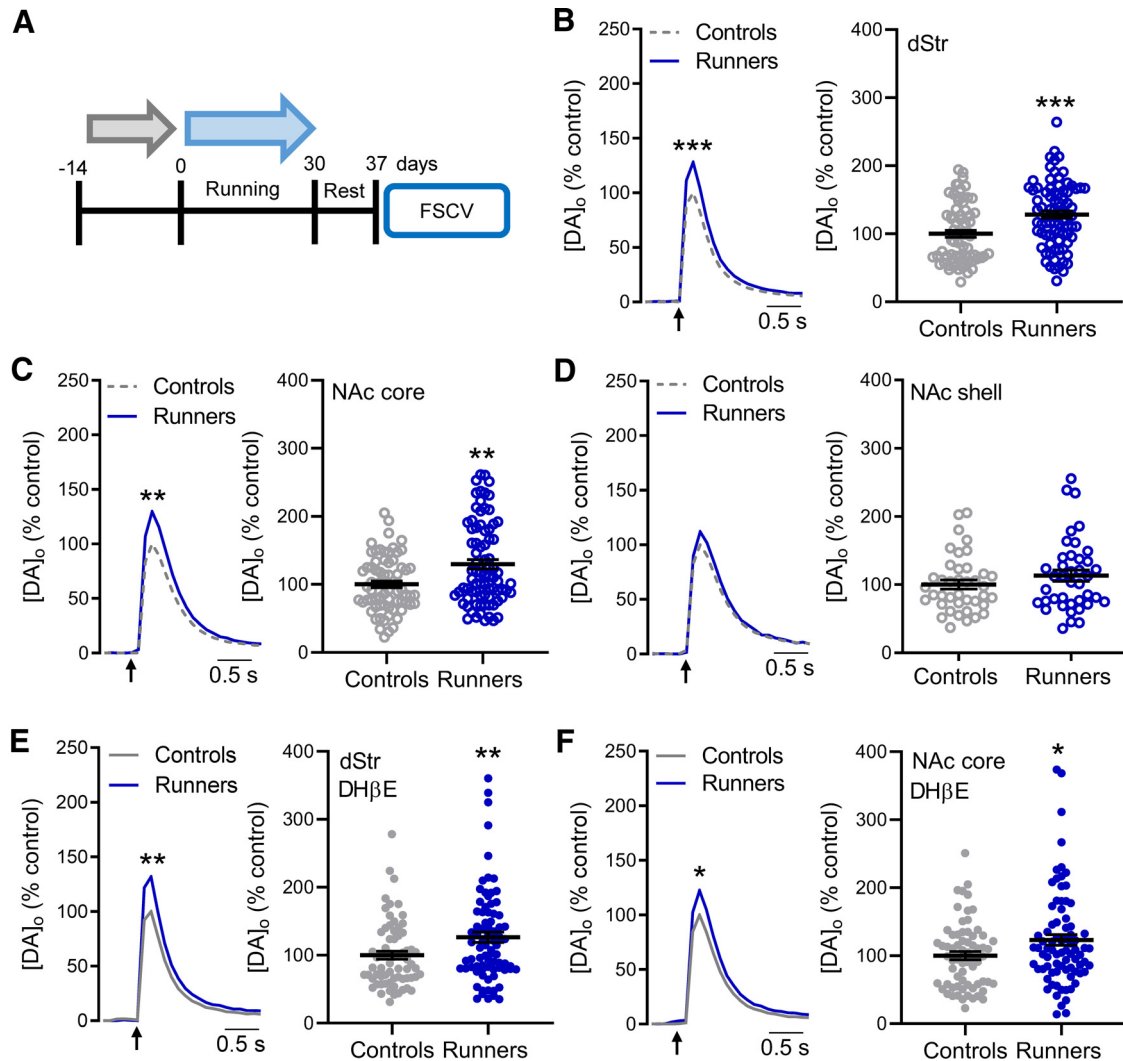 A
-14
0
30
37 days
Running
Rest
FSCV
B
250
200
150
100
50
0
[DA]o (% control)
Controls
Runners
***
0.5 s
400
300
200
100
0
[DA]o (% control)
dStr
***
Controls Runners
C
250
200
150
100
50
0
[DA]o (% control)
Controls
Runners
**
0.5 s
400
300
200
100
0
[DA]o (% control)
NAc core
**
Controls Runners
D
250
200
150
100
50
0
[DA]o (% control)
Controls
Runners
0.5 s
400
300
200
100
0
[DA]o (% control)
NAc shell
Controls Runners
E
250
200
150
100
50
0
[DA]o (% control)
Controls
Runners
**
0.5 s
400
300
200
100
0
[DA]o (% control)
dStr
DHβE
**
Controls Runners
F
250
200
150
100
50
0
[DA]o (% control)
Controls
Runners
*
0.5 s
400
300
200
100
0
[DA]o (% control)
NAc core
DHβE
*
Controls Runners